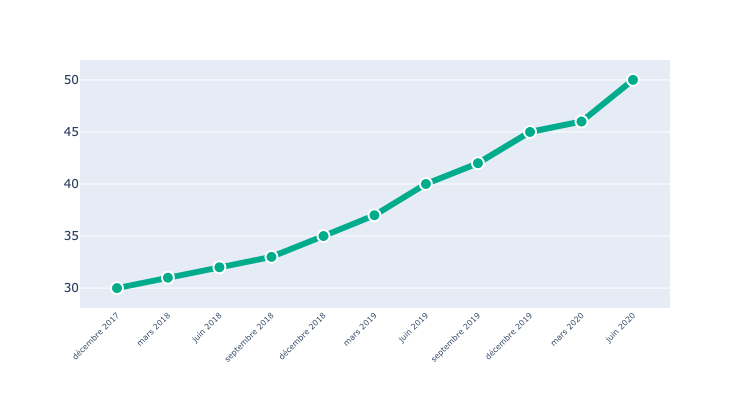 50
45
40
35
30
décembre 2017
mars 2018
juin 2018
septembre 2018
décembre 2018
mars 2019
juin 2019
septembre 2019
décembre 2019
mars 2020
juin 2020